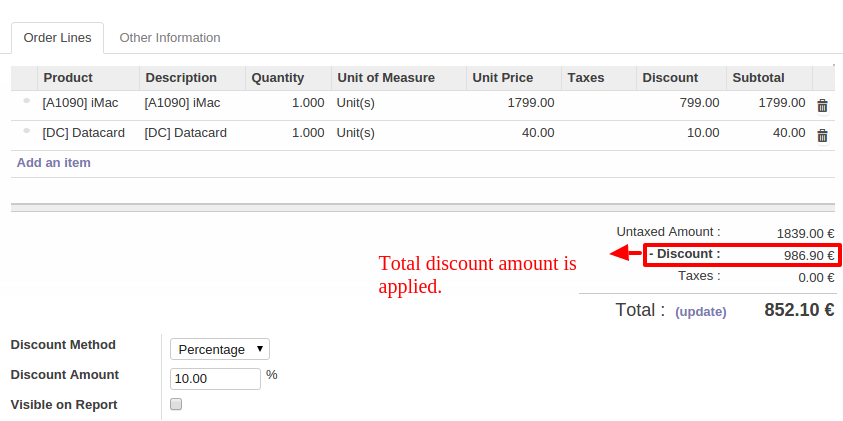 Order Lines Other Information
Product Description Quantity Unit of Measure Unit Price Taxes Discount Subtotal
[A1090] iMac [A1090] iMac 1.000 Unit(s) 1799.00 799.00 1799.00
[DC] Datacard [DC] Datacard 1.000 Unit(s) 40.00 10.00 40.00
Add an item
Untaxed Amount : 1839.00 €
- Discount : 986.90 €
Total discount amount is
applied.
Taxes : 0.00 €
Total : (update) 852.10 €
Discount Method Percentage
Discount Amount 10.00 %
Visible on Report